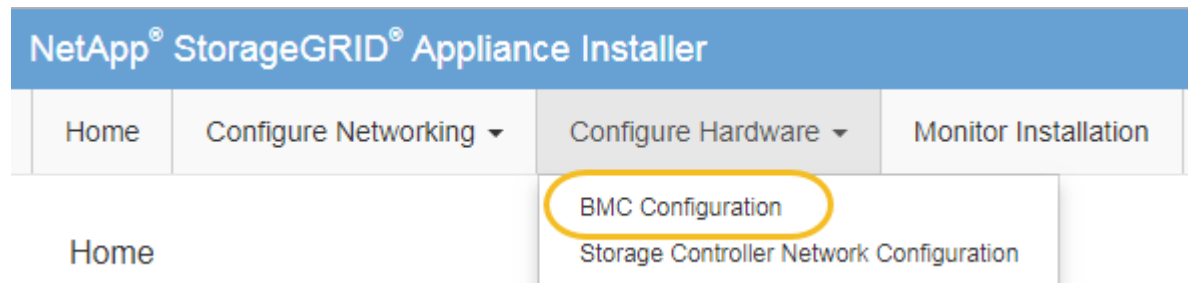 NetApp® StorageGRID® Appliance Installer
Home Configure Networking Configure Hardware Monitor Installation
BMC Configuration
Home
Storage Controller Network Configuration